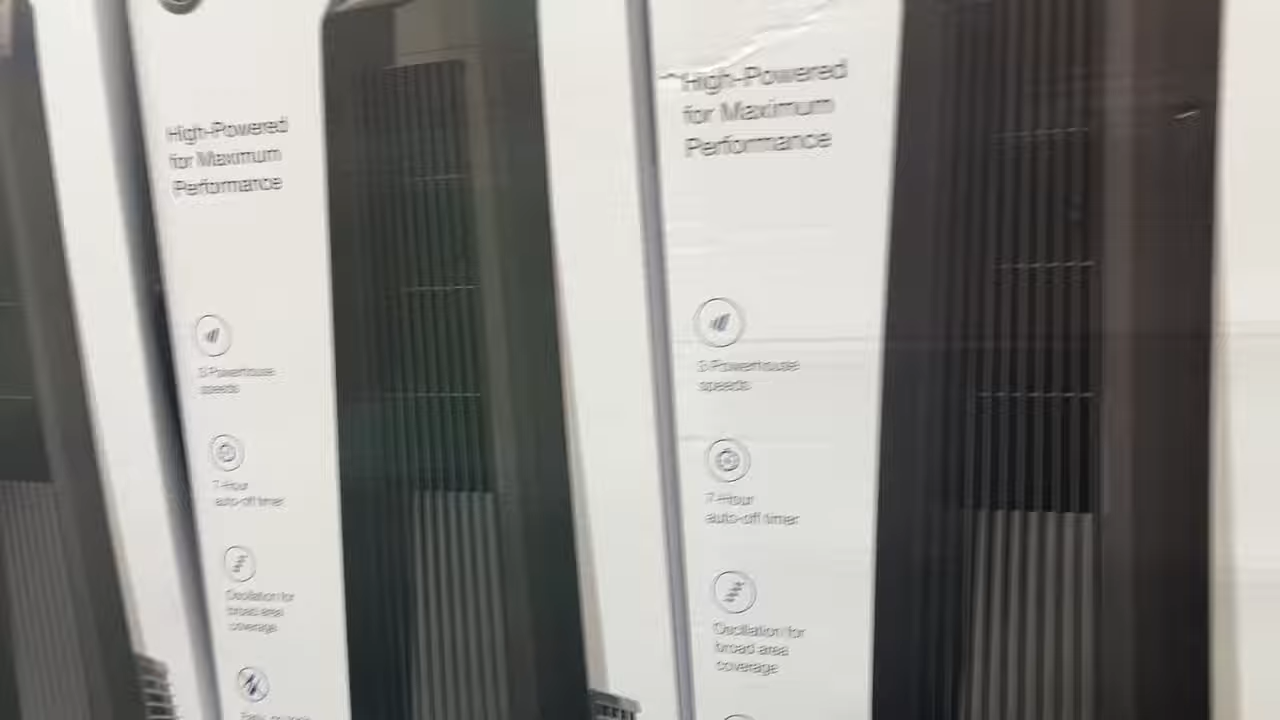 High-Powered
for Maximum
Performance
3 Powerhouse
speeds
7-Hour
auto-off timer
Oscillation for
broad area
coverage
High-Powered
for Maximum
Performance
3 Powerhouse
speeds
7-Hour
auto-off timer
Oscillation for
broad area
coverage